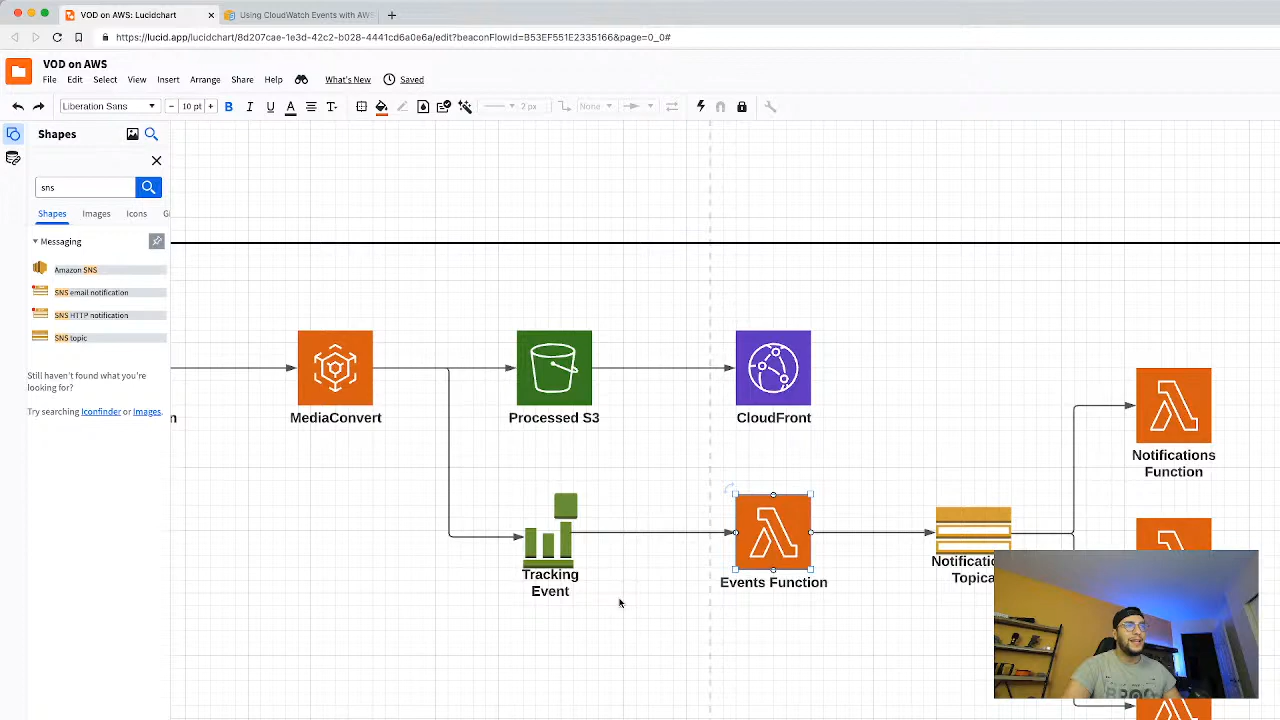 VOD on AWS: Lucidchart
Using CloudWatch Events with AWS
https://lucid.app/lucidchart/8d207cae-1e3d-42c2-b028-4441cd6a0e6a/edit?beaconFlowId=B53EF551E2335166&page=0_0#
VOD on AWS
File Edit Select View Insert Arrange Share Help What's New Saved
Liberation Sans 10 pt B I U A T 2 px None
Shapes
sns
Shapes Images Icons
Messaging
Amazon SNS
SNS email notification
SNS HTTP notification
SNS topic
Still haven't found what you're
looking for?
Try searching Iconfinder or Images.
n
MediaConvert
Processed S3
CloudFront
Notifications
Function
Tracking
Event
Events Function
Topic